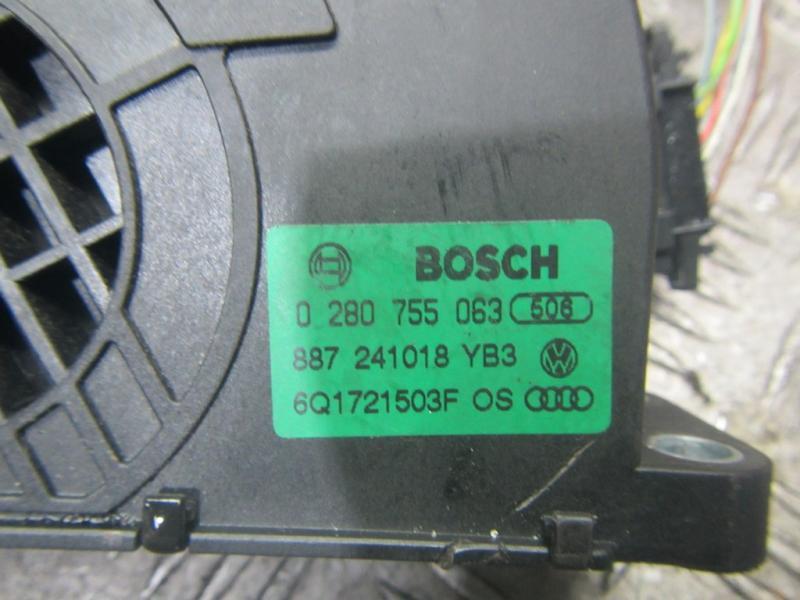 BOSCH
0 280 755 063 506
887 241018 YB3
6Q1721503F OS